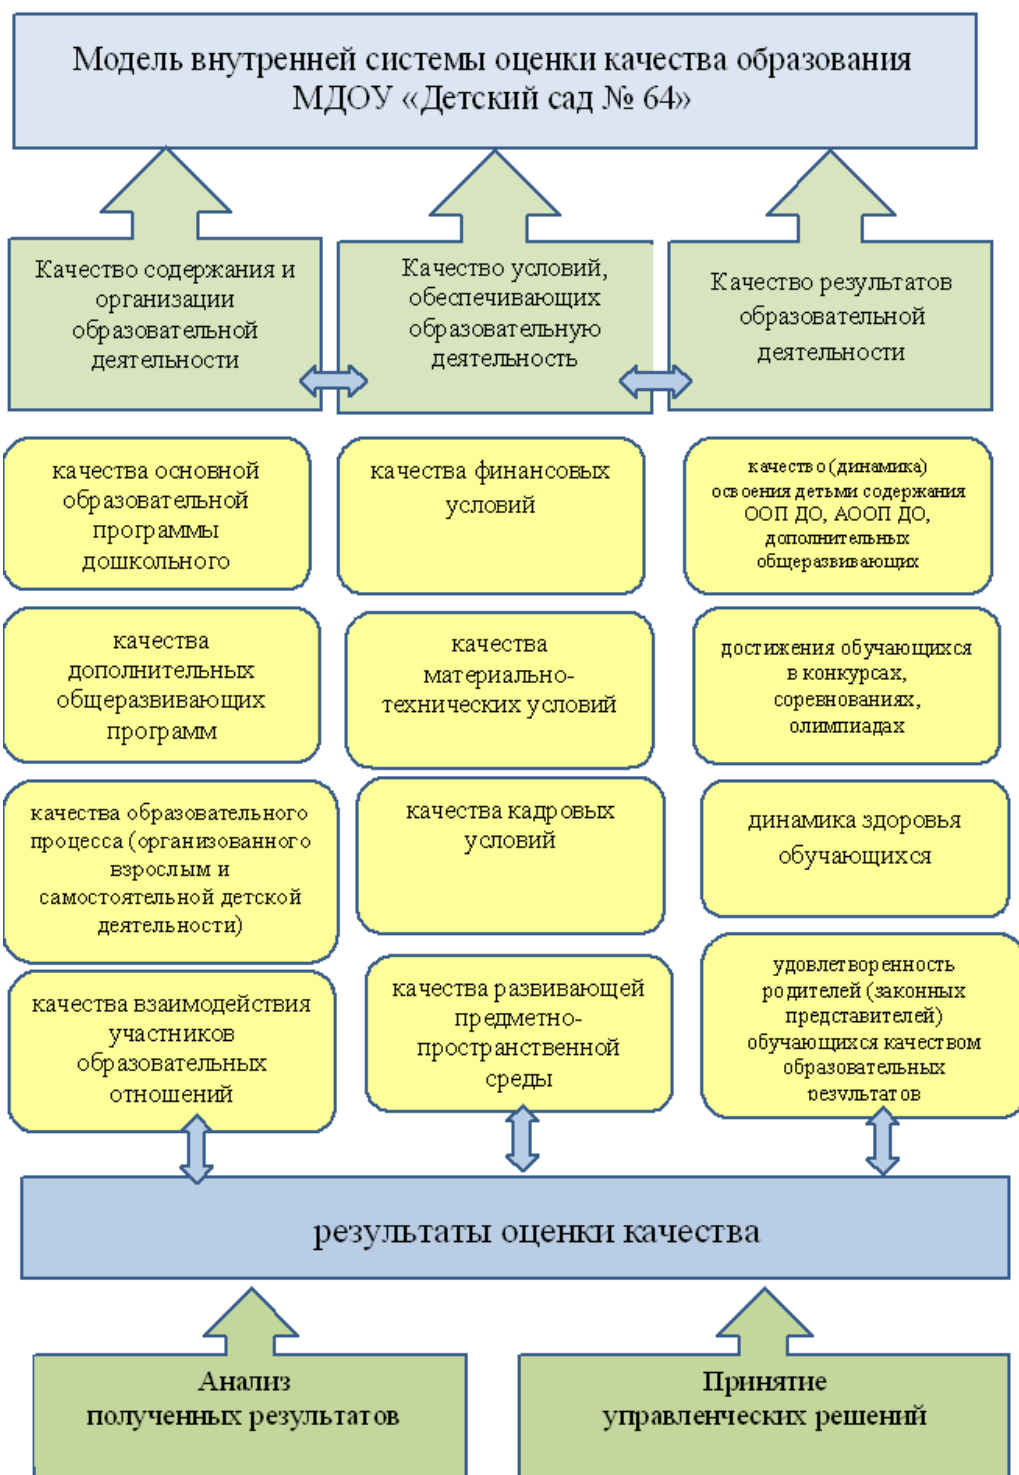 Модель внутренней системы оценки качества образования
МДОУ «Детский сад № 64»
Качество содержания и
организации
образовательной
деятельности
Качество условий,
обеспечивающих
образовательную
деятельность
Качество результатов
образовательной
деятельности
качества основной
образовательной
программы
дошкольного
качества
дополнительных
общеразвивающих
программ
качества образовательного
процесса (организованного
взрослым и
самостоятельной детской
деятельности)
качества взаимодействия
участников
образовательных
отношений
качества финансовых
условий
качества
материально-
технических условий
качества кадровых
условий
качества развивающей
предметно-
пространственной
среды
качество (динамика)
освоения детьми содержания
ООП ДО, АООП ДО,
дополнительных
общеразвивающих
достижения обучающихся
в конкурсах,
соревнованиях,
олимпиадах
динамика здоровья
обучающихся
удовлетворенность
родителей (законных
представителей)
обучающихся качеством
образовательных
результатов
результаты оценки качества
Анализ
полученных результатов
Принятие
управленческих решений